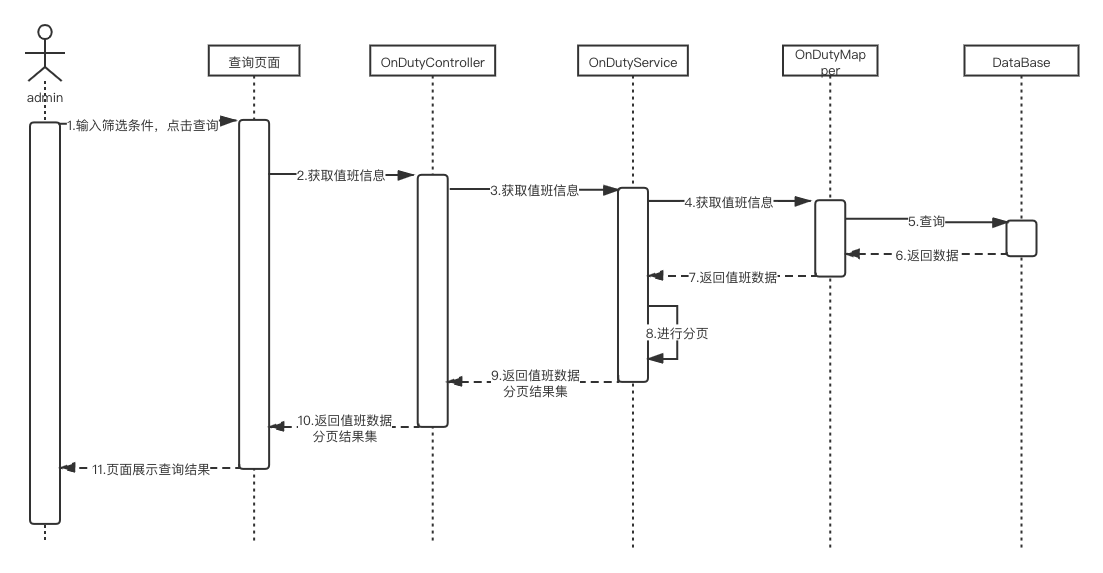 admin
查询页面
OnDutyController
OnDutyService
OnDutyMap
per
DataBase
1.输入筛选条件，点击查询
2.获取值班信息
3.获取值班信息
4.获取值班信息
5.查询
6.返回数据
7.返回值班数据
8.进行分页
9.返回值班数据
分页结果集
10.返回值班数据
分页结果集
11.页面展示查询结果